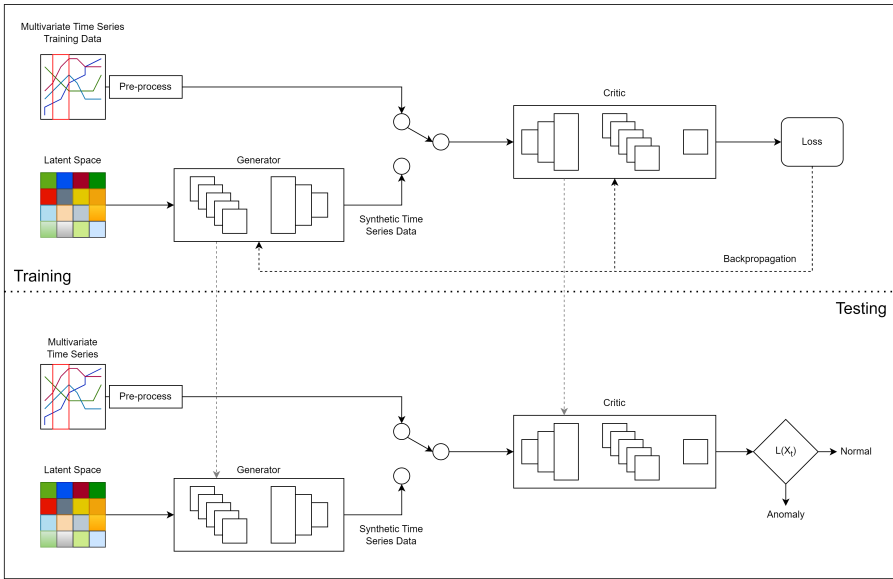 Multivariate Time Series
Training Data
Pre-process
Critic
Loss
Latent Space
Generator
Synthetic Time
Series Data
Backpropagation
Training
Testing
Multivariate
Time Series
Pre-process
Critic
L(Xt)
Normal
Anomaly
Latent Space
Generator
Synthetic Time
Series Data